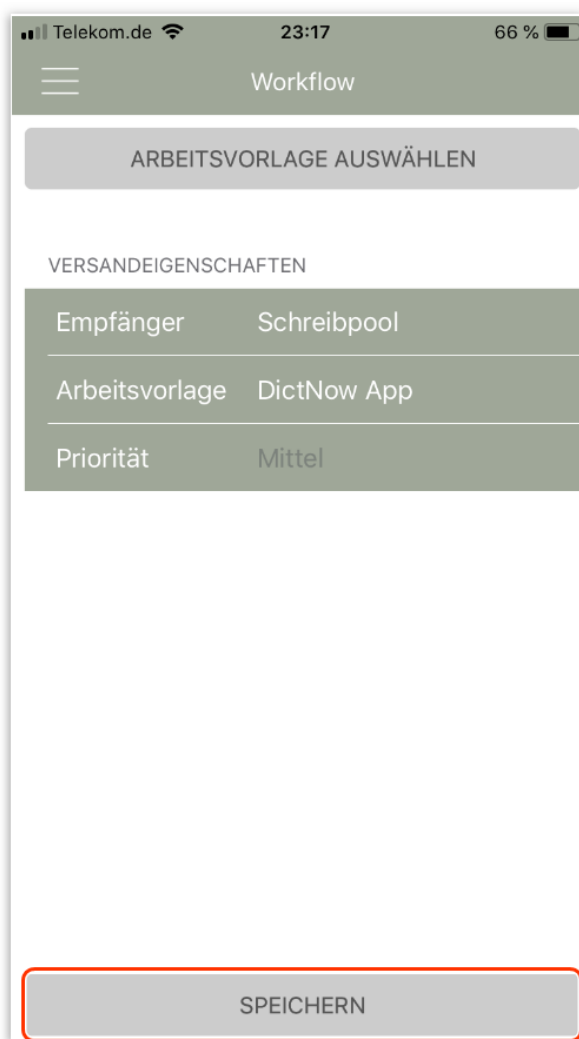 Telekom.de 23:17 66 %
Workflow
ARBEITSVORLAGE AUSWÄHLEN
VERSANDEIGENSCHAFTEN
Empfänger Schreibpool
Arbeitsvorlage DictNow App
Priorität Mittel
SPEICHERN